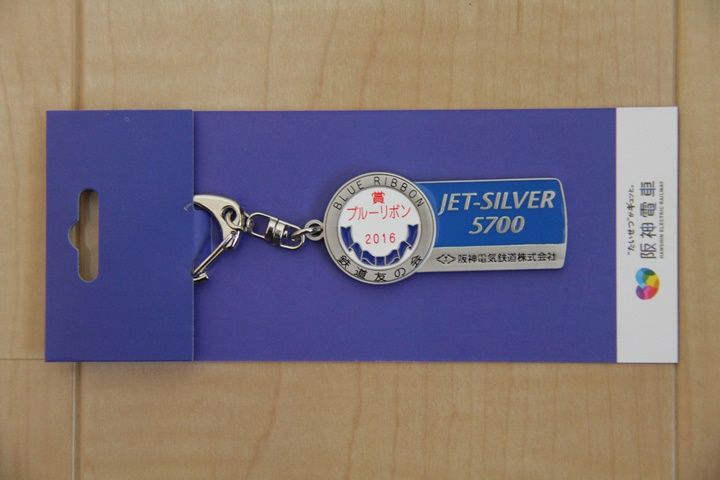 BLUE RIBBON
賞
ブルーリボン
2016
鉄道友の会
JET-SILVER
5700
阪神電気鉄道株式会社
"たいせつ"がギュッと。
阪神電車
HANSHIN ELECTRIC RAILWAY